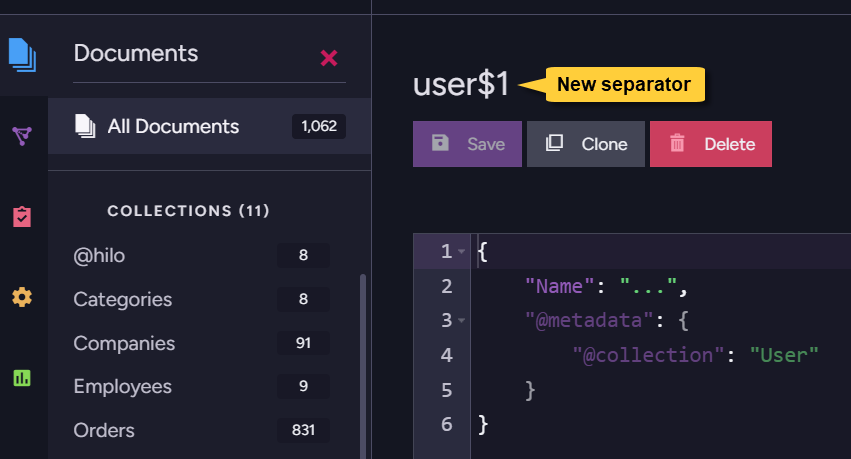 Documents
All Documents 1,062
COLLECTIONS (11)
@hilo 8
Categories 8
Companies 91
Employees 9
Orders 831
user$1 New separator
Save Clone Delete
1 {
2 "Name": "...",
3 "@metadata": {
4 "@collection": "User"
5 }
6 }